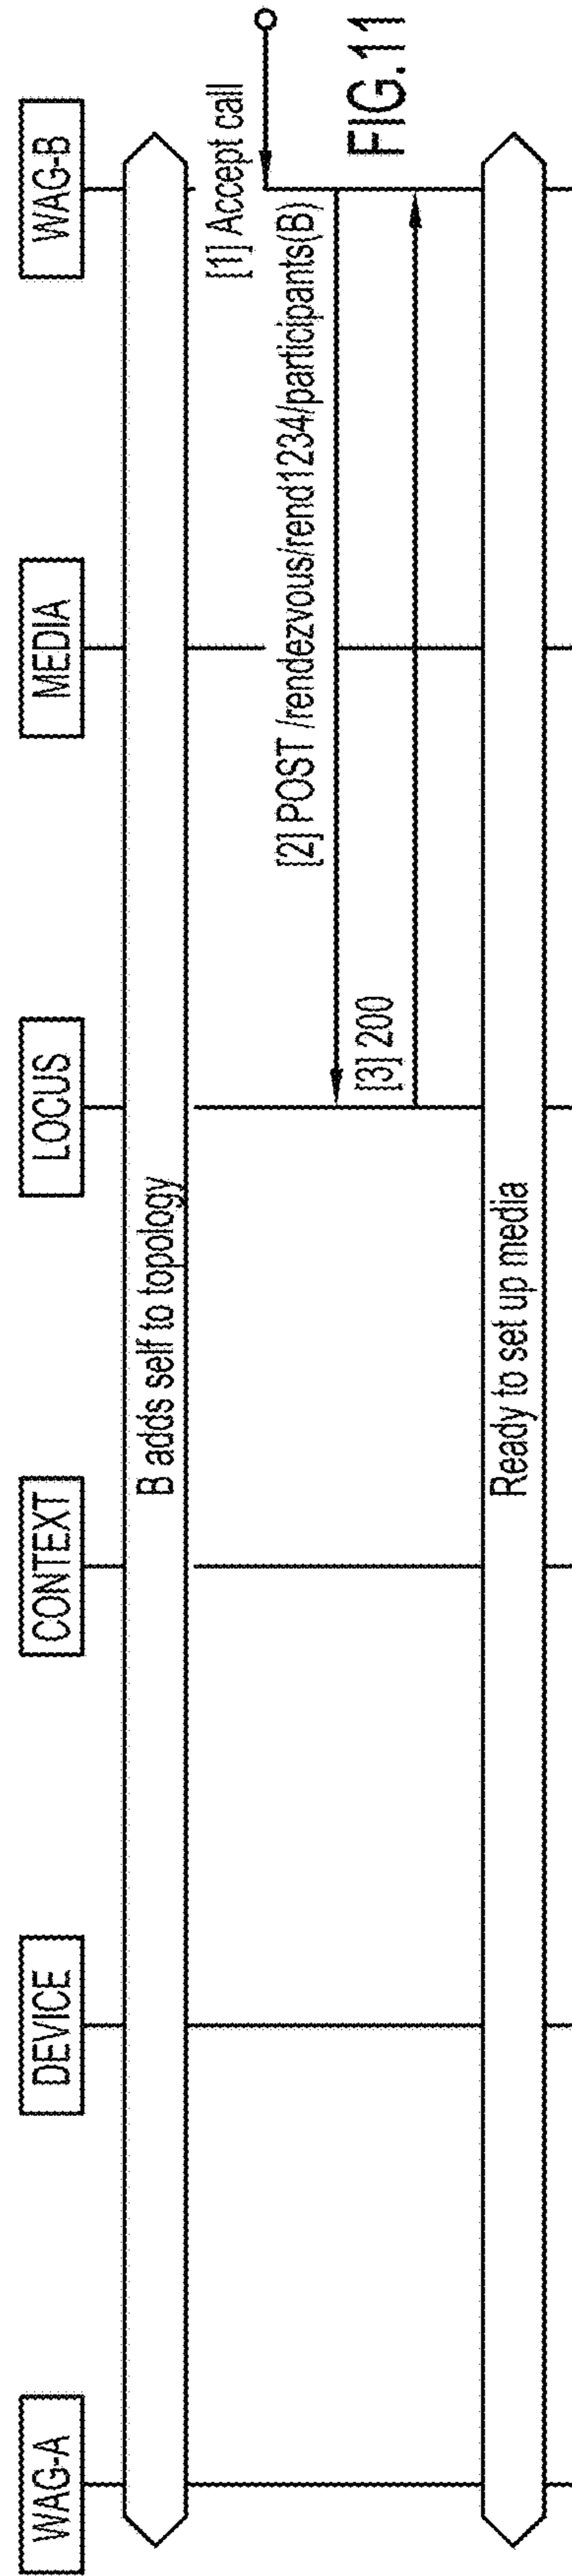 WAG-A
DEVICE
CONTEXT
LOCUS
MEDIA
WAG-B
B adds self to topology
[1] Accept call
[2] POST /rendezvous/rend1234/participants(B)
[3] 200
Ready to set up media
FIG.11